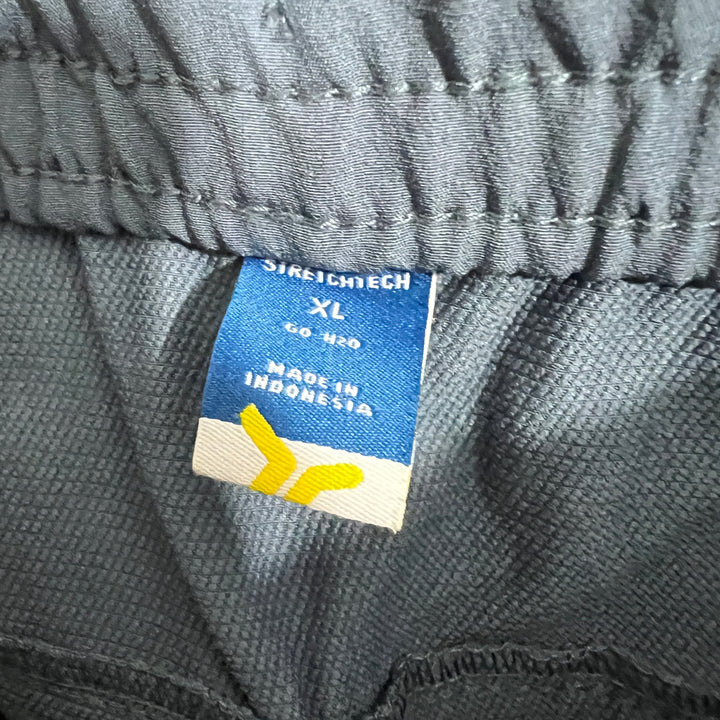 STRETCHTECH
XL
GO-H2O
MADE IN
INDONESIA